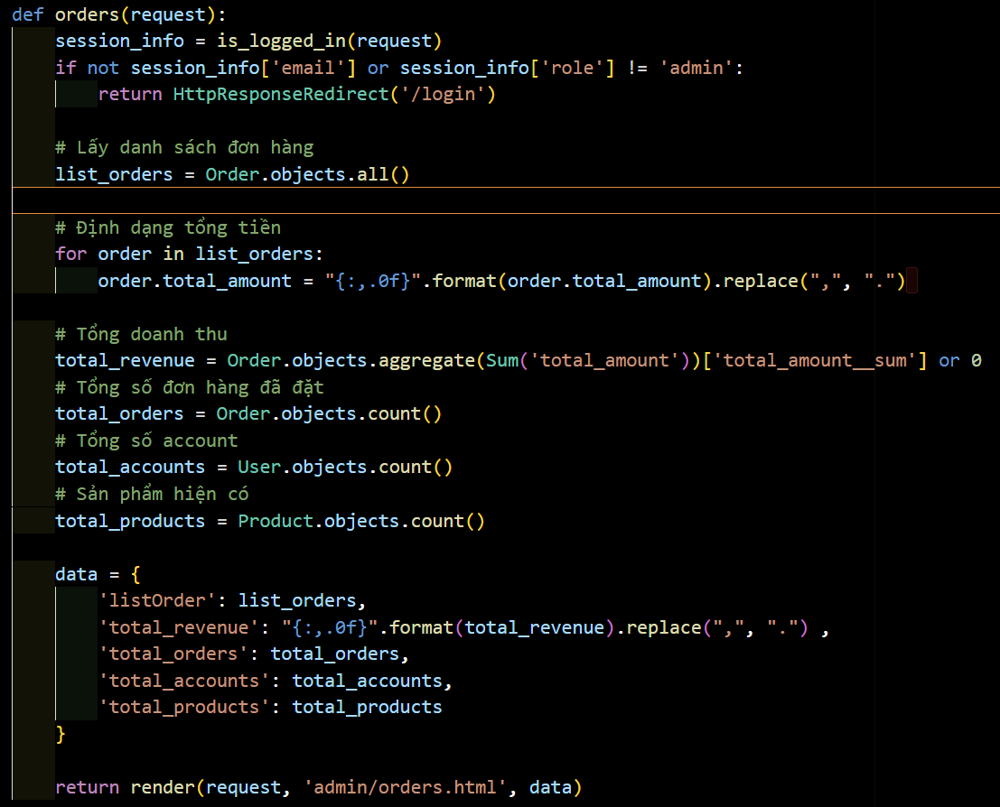 def orders(request):
    session_info = is_logged_in(request)
    if not session_info['email'] or session_info['role'] != 'admin':
        return HttpResponseRedirect('/login')

    # Lấy danh sách đơn hàng
    list_orders = Order.objects.all()

    # Định dạng tổng tiền
    for order in list_orders:
        order.total_amount = "{:,.0f}".format(order.total_amount).replace(",", ".")

    # Tổng doanh thu
    total_revenue = Order.objects.aggregate(Sum('total_amount'))['total_amount__sum'] or 0
    # Tổng số đơn hàng đã đặt
    total_orders = Order.objects.count()
    # Tổng số account
    total_accounts = User.objects.count()
    # Sản phẩm hiện có
    total_products = Product.objects.count()

    data = {
        'listOrder': list_orders,
        'total_revenue': "{:,.0f}".format(total_revenue).replace(",", ".") ,
        'total_orders': total_orders,
        'total_accounts': total_accounts,
        'total_products': total_products
    }

    return render(request, 'admin/orders.html', data)